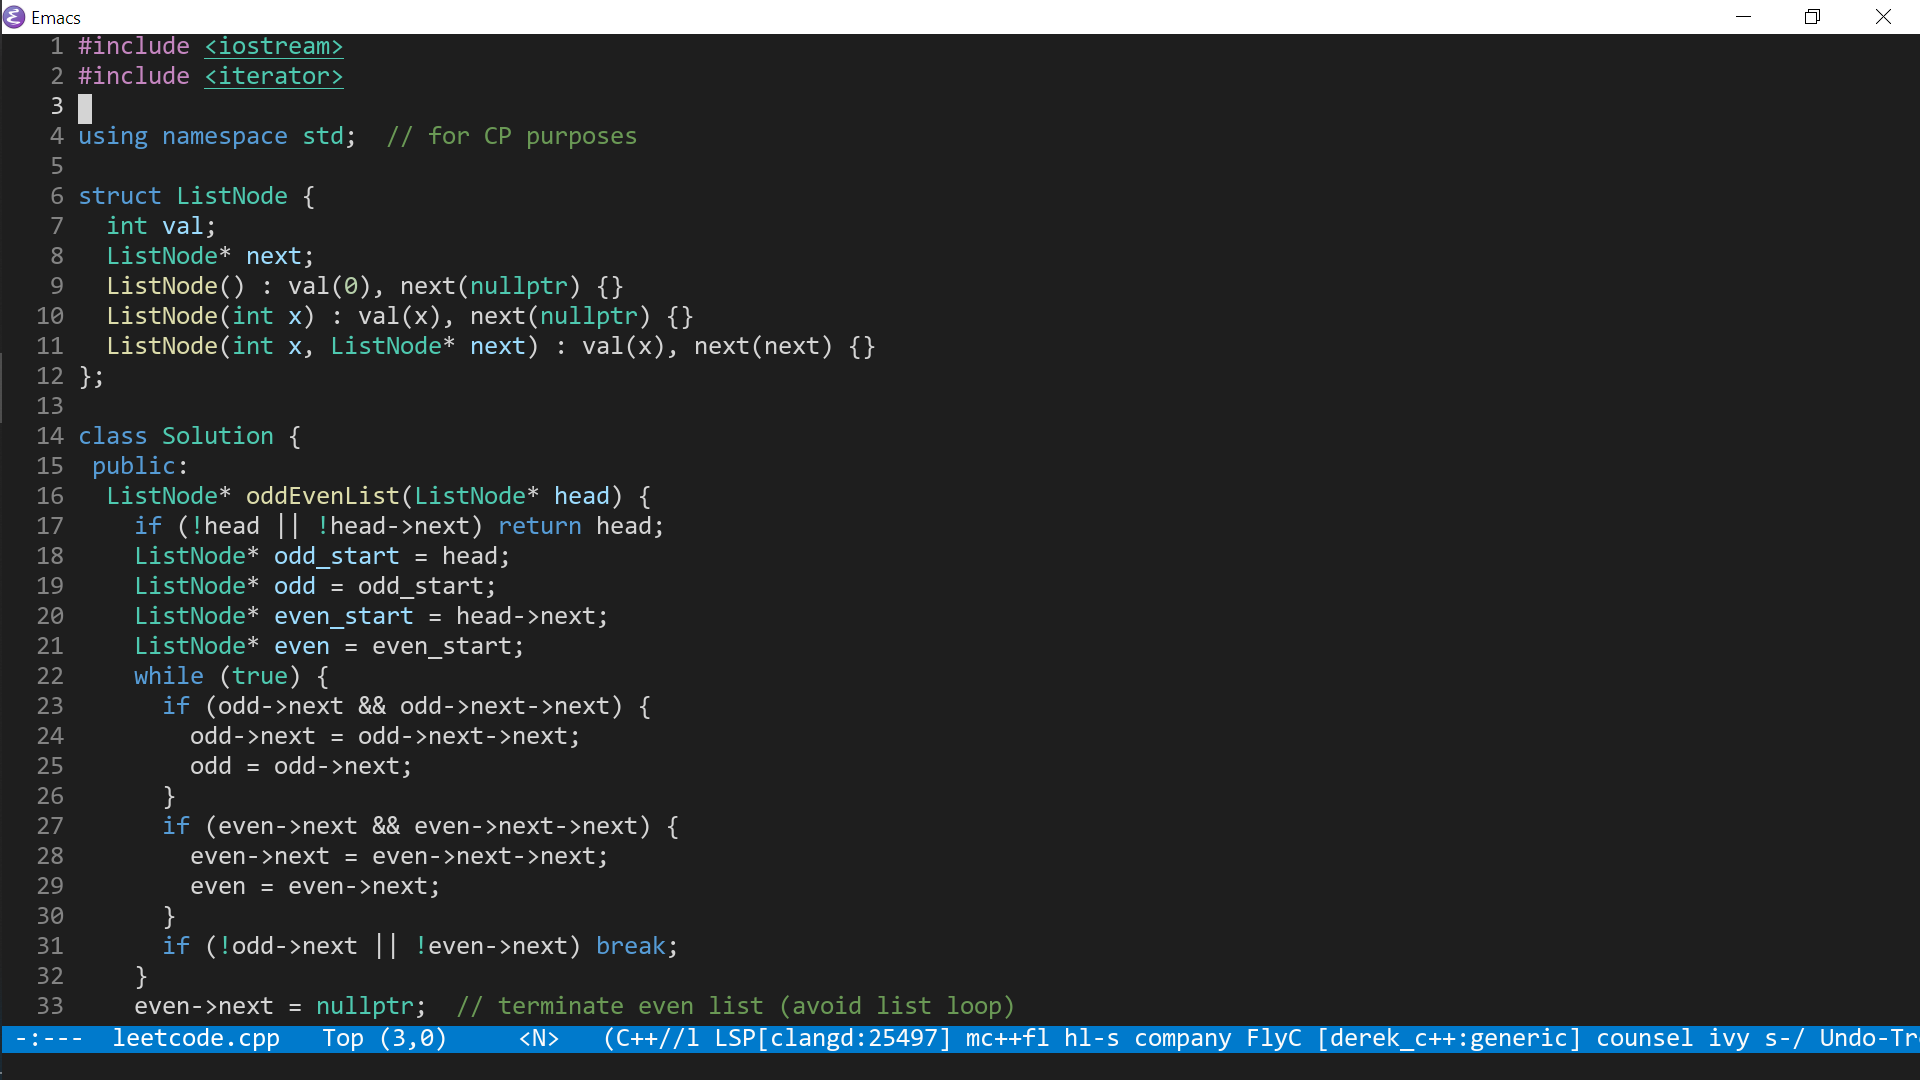 Emacs
1 #include <iostream>
2 #include <iterator>
3
4 using namespace std;  // for CP purposes
5
6 struct ListNode {
7   int val;
8   ListNode* next;
9   ListNode() : val(0), next(nullptr) {}
10   ListNode(int x) : val(x), next(nullptr) {}
11   ListNode(int x, ListNode* next) : val(x), next(next) {}
12 };
13
14 class Solution {
15  public:
16   ListNode* oddEvenList(ListNode* head) {
17     if (!head || !head->next) return head;
18     ListNode* odd_start = head;
19     ListNode* odd = odd_start;
20     ListNode* even_start = head->next;
21     ListNode* even = even_start;
22     while (true) {
23       if (odd->next && odd->next->next) {
24         odd->next = odd->next->next;
25         odd = odd->next;
26       }
27       if (even->next && even->next->next) {
28         even->next = even->next->next;
29         even = even->next;
30       }
31       if (!odd->next || !even->next) break;
32     }
33     even->next = nullptr;  // terminate even list (avoid list loop)
-:---  leetcode.cpp   Top (3,0)     <N>   (C++//l LSP[clangd:25497] mc++fl hl-s company FlyC [derek_c++:generic] counsel ivy s-/ Undo-Tr